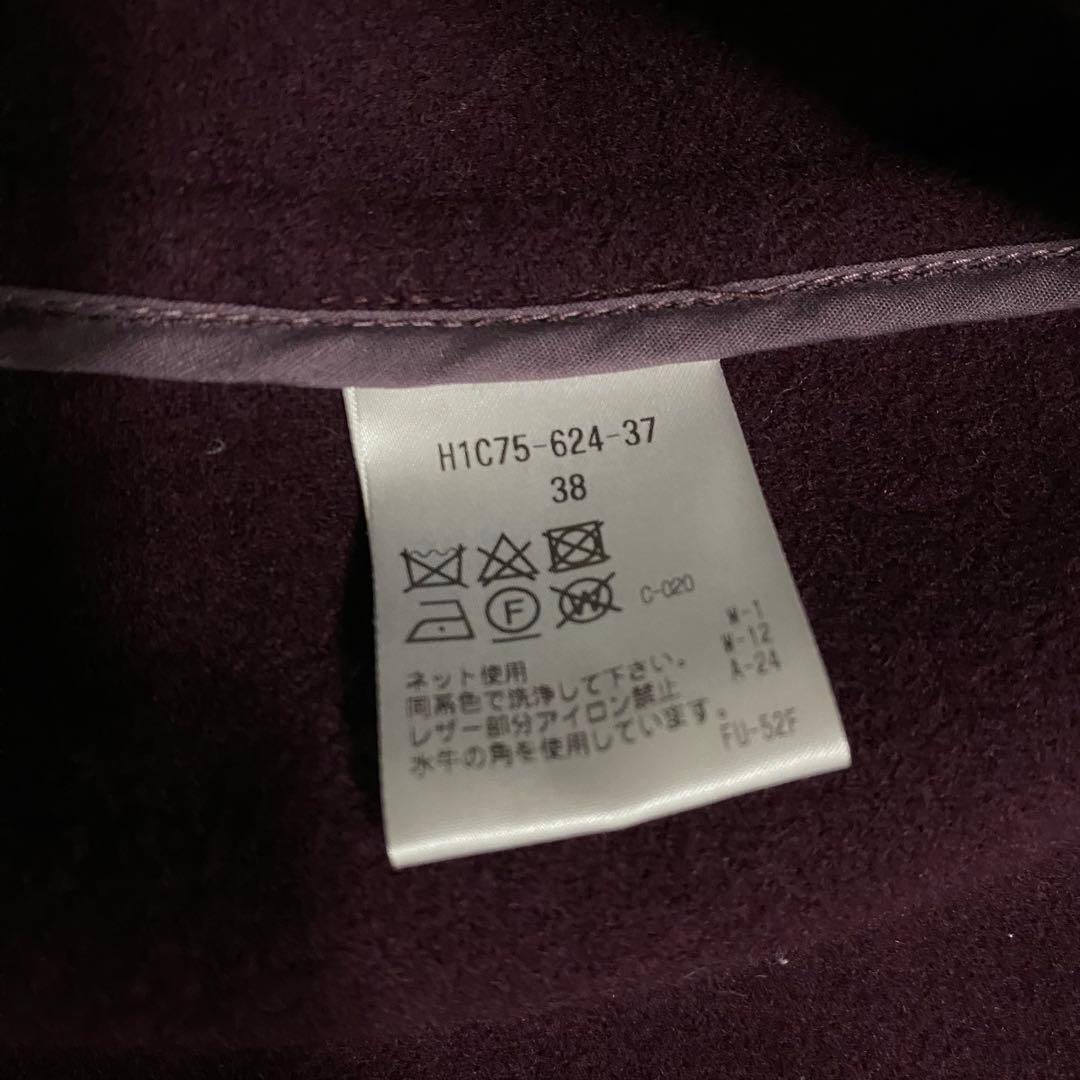 H1C75-624-37
38
F W C-020
ネット使用
同系色で洗浄して下さい。
レザー部分アイロン禁止
水牛の角を使用しています。
W-1
W-12
A-24
FU-52F